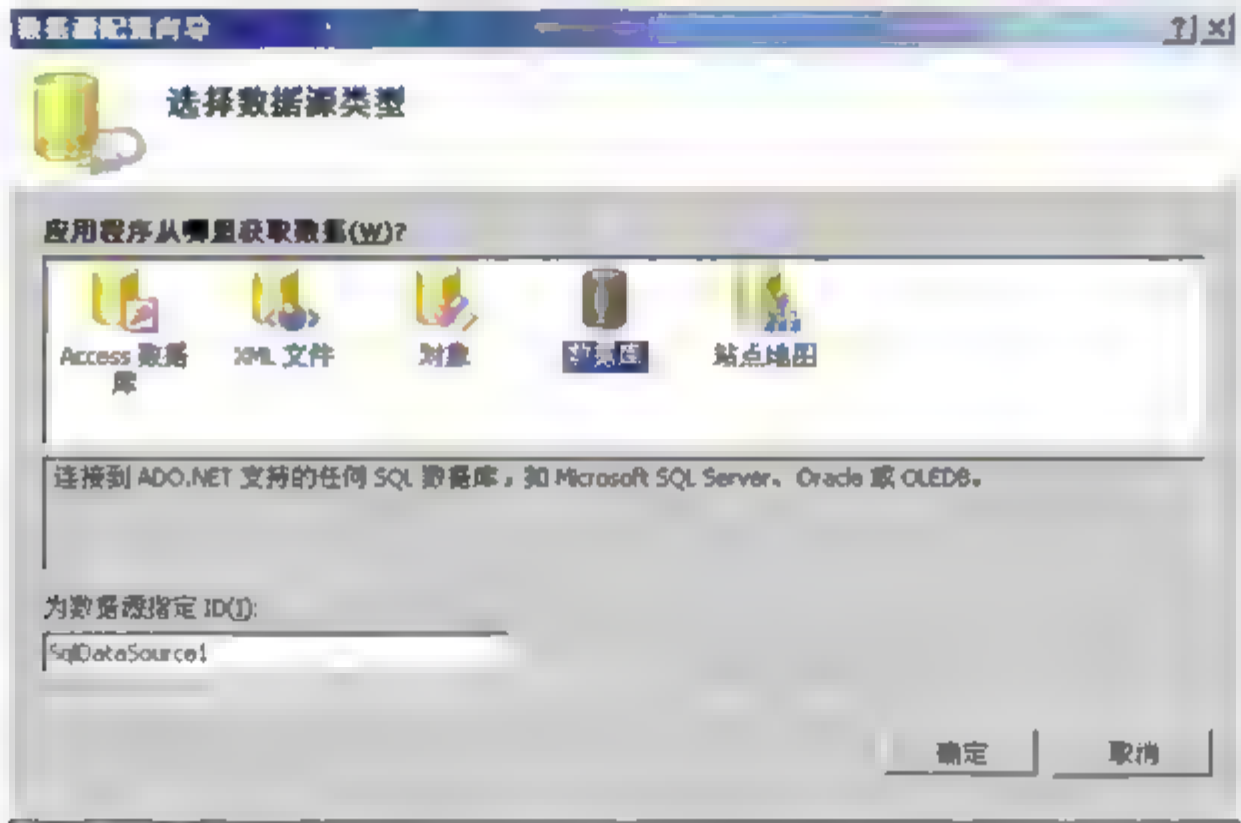 数据源配置向导
选择数据源类型
应用程序从哪里获取数据(W)?
Access 数据库
XML 文件
对象
数据库
站点地图
连接到 ADO.NET 支持的任何 SQL 数据库，如 Microsoft SQL Server、Oracle 或 OLEDB。
为数据源指定 ID(I):
SqlDataSource1
确定
取消